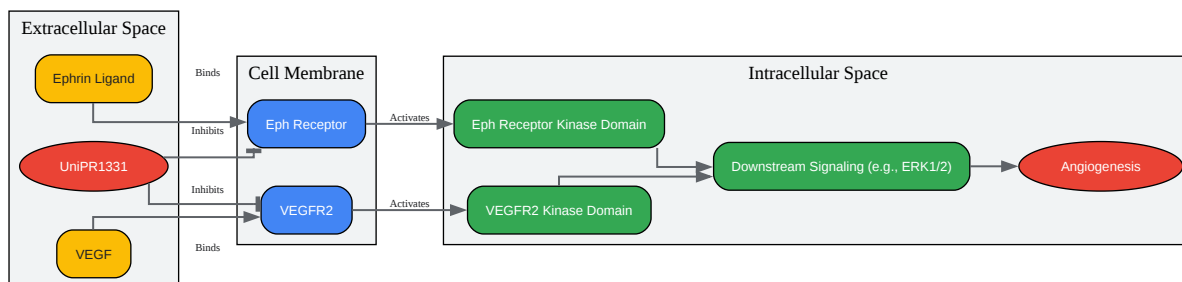 Extracellular Space
Ephrin Ligand
UniPR1331
VEGF
Binds
Inhibits
Inhibits
Binds
Cell Membrane
Eph Receptor
VEGFR2
Activates
Activates
Intracellular Space
Eph Receptor Kinase Domain
VEGFR2 Kinase Domain
Downstream Signaling (e.g., ERK1/2)
Angiogenesis